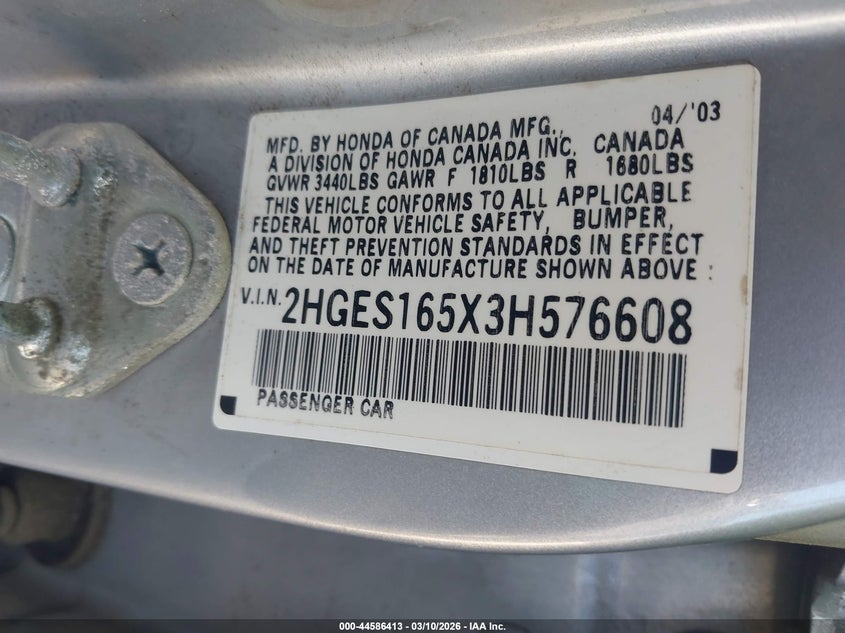 04/'03
MFD. BY HONDA OF CANADA MFG.,
A DIVISION OF HONDA CANADA INC. CANADA
GVWR 3440LBS GAWR F 1810LBS R 1680LBS
THIS VEHICLE CONFORMS TO ALL APPLICABLE
FEDERAL MOTOR VEHICLE SAFETY, BUMPER,
AND THEFT PREVENTION STANDARDS IN EFFECT
ON THE DATE OF MANUFACTURE SHOWN ABOVE :
V.I.N. 2HGES165X3H576608
PASSENGER CAR
000-44586413 - 03/10/2026 - IAA Inc.